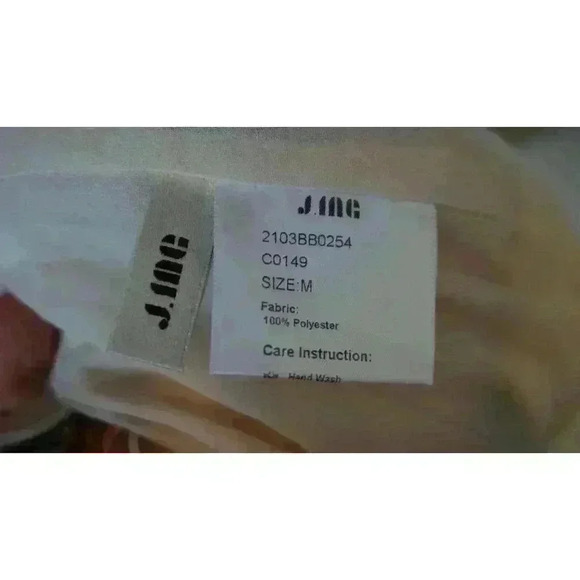 J.ING
2103BB0254
C0149
SIZE:M
Fabric:
100% Polyester
Care Instruction:
Hand Wash
J.ING